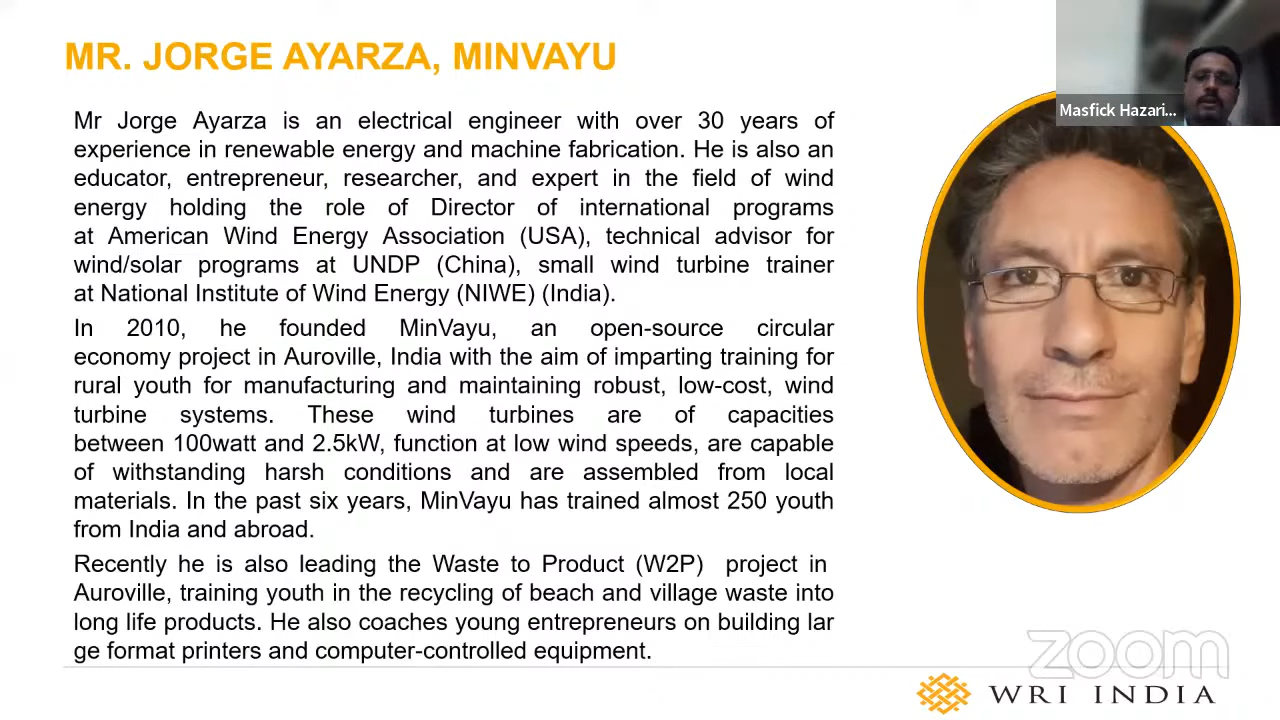 MR. JORGE AYARZA, MINVAYU
Masfick Hazari...
Mr Jorge Ayarza is an electrical engineer with over 30 years of
experience in renewable energy and machine fabrication. He is also an
educator, entrepreneur, researcher, and expert in the field of wind
energy holding the role of Director of international programs
at American Wind Energy Association (USA), technical advisor for
wind/solar programs at UNDP (China), small wind turbine trainer
at National Institute of Wind Energy (NIWE) (India).
In 2010, he founded MinVayu, an open-source circular
economy project in Auroville, India with the aim of imparting training for
rural youth for manufacturing and maintaining robust, low-cost, wind
turbine systems. These wind turbines are of capacities
between 100watt and 2.5kW, function at low wind speeds, are capable
of withstanding harsh conditions and are assembled from local
materials. In the past six years, MinVayu has trained almost 250 youth
from India and abroad.
Recently he is also leading the Waste to Product (W2P) project in
Auroville, training youth in the recycling of beach and village waste into
long life products. He also coaches young entrepreneurs on building lar
ge format printers and computer-controlled equipment.
zoom
WRI INDIA